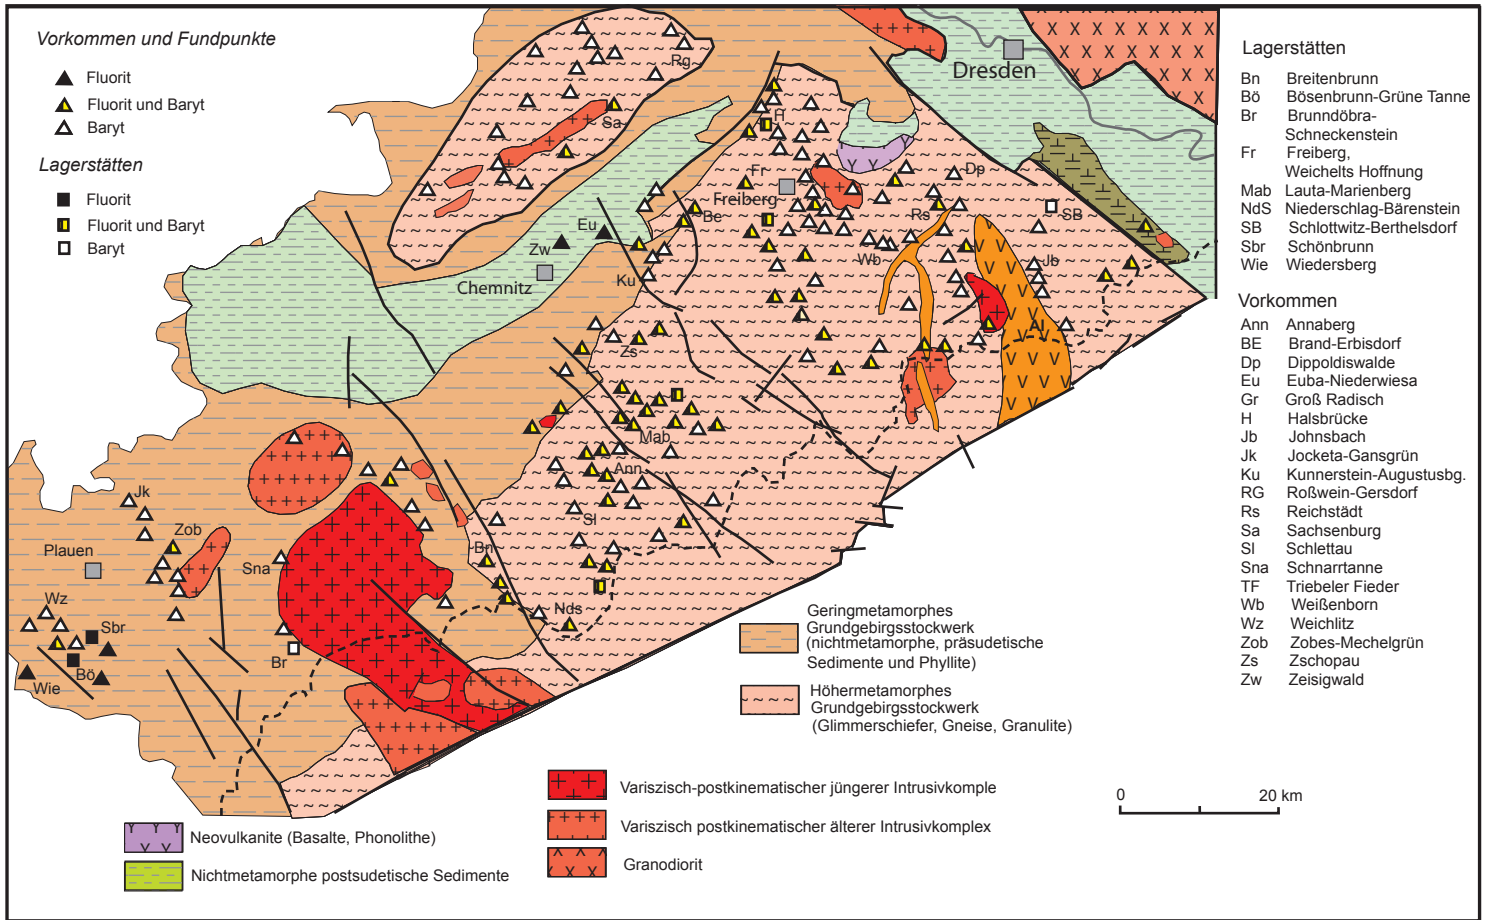 Vorkommen und Fundpunkte
Fluorit
Fluorit und Baryt
Baryt
Lagerstätten
Fluorit
Fluorit und Baryt
Baryt
Rg
Sa
H
Fr
Freiberg
Be
Eu
Zw
Chemnitz
Ku
Dresden
Dp
Rs
SB
Wb
Jb
Al
Zs
Mab
Ann
Sl
Bn
Nds
Jk
Zob
Plauen
Sna
Wz
Sbr
Bö
Wie
Br
Lagerstätten
Bn Breitenbrunn
Bö Bösenbrunn-Grüne Tanne
Br Brunndöbra-
Schneckenstein
Fr Freiberg,
Weichelts Hoffnung
Mab Lauta-Marienberg
NdS Niederschlag-Bärenstein
SB Schlottwitz-Berthelsdorf
Sbr Schönbrunn
Wie Wiedersberg
Vorkommen
Ann Annaberg
BE Brand-Erbisdorf
Dp Dippoldiswalde
Eu Euba-Niederwiesa
Gr Groß Radisch
H Halsbrücke
Jb Johnsbach
Jk Jocketa-Gansgrün
Ku Kunnerstein-Augustusbg.
RG Roßwein-Gersdorf
Rs Reichstädt
Sa Sachsenburg
Sl Schlettau
Sna Schnarrtanne
TF Triebeler Fieder
Wb Weißenborn
Wz Weichlitz
Zob Zobes-Mechelgrün
Zs Zschopau
Zw Zeisigwald
Geringmetamorphes
Grundgebirgsstockwerk
(nichtmetamorphe, präsudetische
Sedimente und Phyllite)
Höhermetamorphes
Grundgebirgsstockwerk
(Glimmerschiefer, Gneise, Granulite)
Variszisch-postkinematischer jüngerer Intrusivkomple
Variszisch postkinematischer älterer Intrusivkomplex
Granodiorit
Neovulkanite (Basalte, Phonolithe)
Nichtmetamorphe postsudetische Sedimente
0 20 km